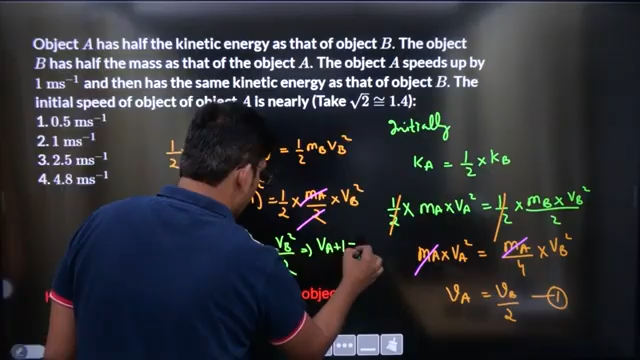 Object A has half the kinetic energy as that of object B. The object
B has half the mass as that of the object A. The object A speeds up by
1 ms⁻¹ and then has the same kinetic energy as that of object B. The
initial speed of object of object A is nearly (Take √2 ≅ 1.4):
1. 0.5 ms⁻¹
2. 1 ms⁻¹
3. 2.5 ms⁻¹
4. 4.8 ms⁻¹
= 1/2 m_B V_B²
= 1/2 × m_A/2 × V_B²
V_B²/2 ⇒ V_A+1=
Initially
K_A = 1/2 × K_B
1/2 × m_A × V_A² = 1/2 × m_B × V_B²/2
m_A × V_A² = m_A/4 × V_B²
V_A = V_B/2 —①
objec